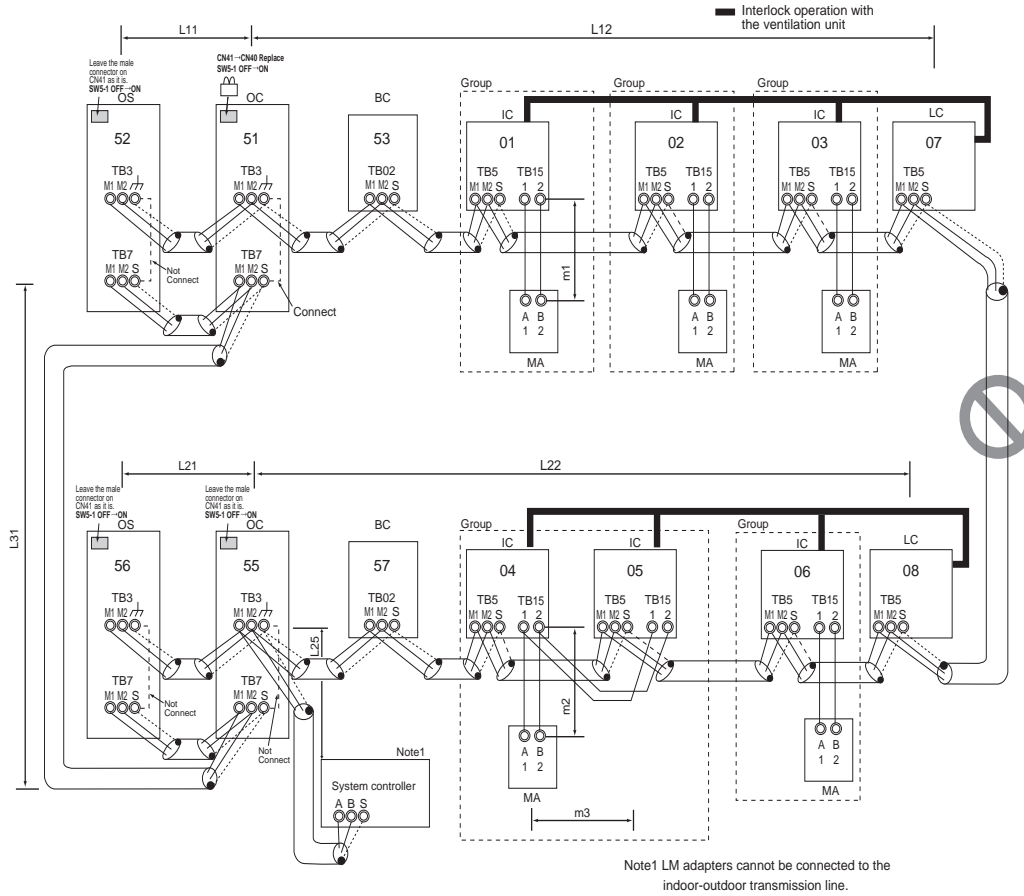 Interlock operation with
the ventilation unit
L11
L12
Leave the male
connector on
CN41 as it is.
SW5-1 OFF→ON
CN41→CN40 Replace
SW5-1 OFF→ON
OS
OC
BC
Group
Group
Group
IC
IC
IC
LC
52
51
53
01
02
03
07
TB3
TB3
TB02
TB5 TB15
TB5 TB15
TB5 TB15
TB5
M1 M2
M1 M2
M1 M2 S
M1 M2 S 1 2
M1 M2 S 1 2
M1 M2 S 1 2
M1 M2 S
TB7
TB7
M1 M2 S
M1 M2 S
Not
Connect
Connect
m1
A B
1 2
MA
A B
1 2
MA
A B
1 2
MA
L31
L21
L22
Leave the male
connector on
CN41 as it is.
SW5-1 OFF→ON
Leave the male
connector on
CN41 as it is.
SW5-1 OFF→ON
OS
OC
BC
Group
Group
IC
IC
IC
LC
56
55
57
04
05
06
08
TB3
TB3
TB02
TB5 TB15
TB5 TB15
TB5 TB15
TB5
M1 M2
M1 M2
M1 M2 S
M1 M2 S 1 2
M1 M2 S 1 2
M1 M2 S 1 2
M1 M2 S
L25
TB7
TB7
M1 M2 S
M1 M2 S
Not
Connect
Not
Connect
m2
A B
1 2
MA
A B
1 2
MA
Note1
System controller
A B S
m3
Note1 LM adapters cannot be connected to the
indoor-outdoor transmission line.